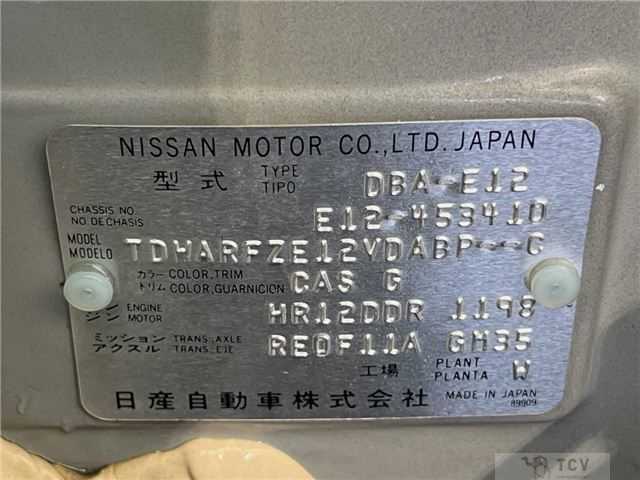 NISSAN MOTOR CO.,LTD. JAPAN
型式 TYPE TIPO DBA-E12
CHASSIS NO. NO DE CHASIS E12-453410
MODEL MODELO TDHARFZE12YDABP---G
カラー COLOR,TRIM
トリム COLOR,GUARNICION CAS G
ジン ENGINE MOTOR HR12DDR 1198
ミッション TRANS.,AXLE
アクスル TRANS.,EJE RE0F11A GH35
工場 PLANT PLANTA W
日産自動車株式会社 MADE IN JAPAN
89909
TCV